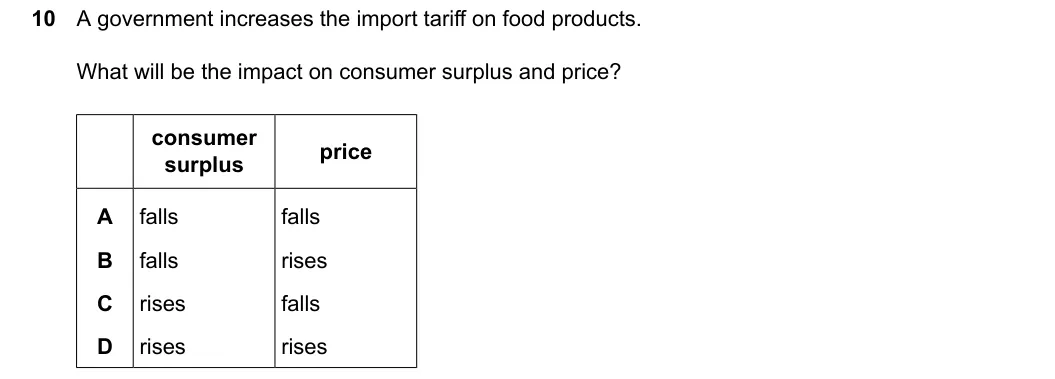 10 A government increases the import tariff on food products.
What will be the impact on consumer surplus and price?
consumer surplus price
A falls falls
B falls rises
C rises falls
D rises rises